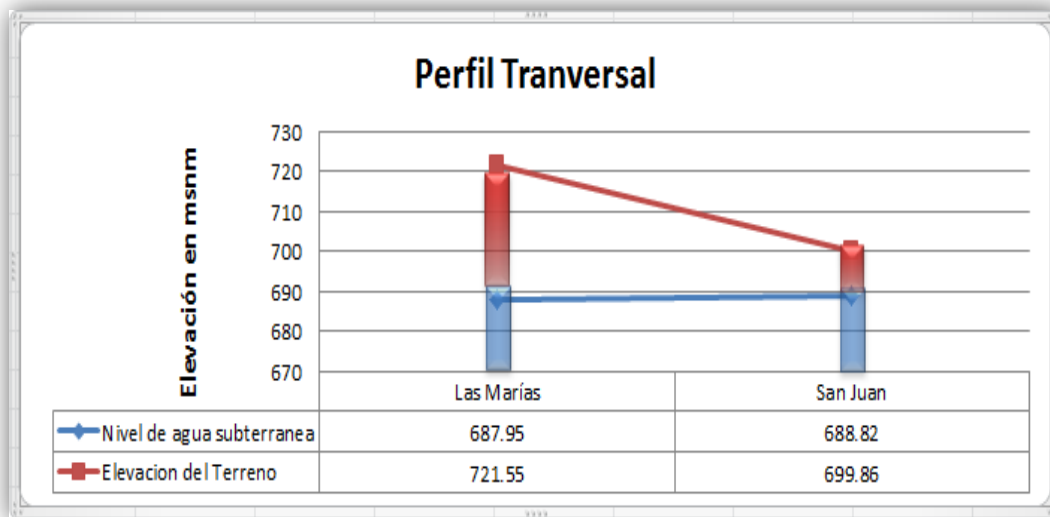 Perfil Tranversal
Elevación en msnm
730
720
710
700
690
680
670
Las Marías San Juan
Nivel de agua subterranea 687.95 688.82
Elevacion del Terreno 721.55 699.86